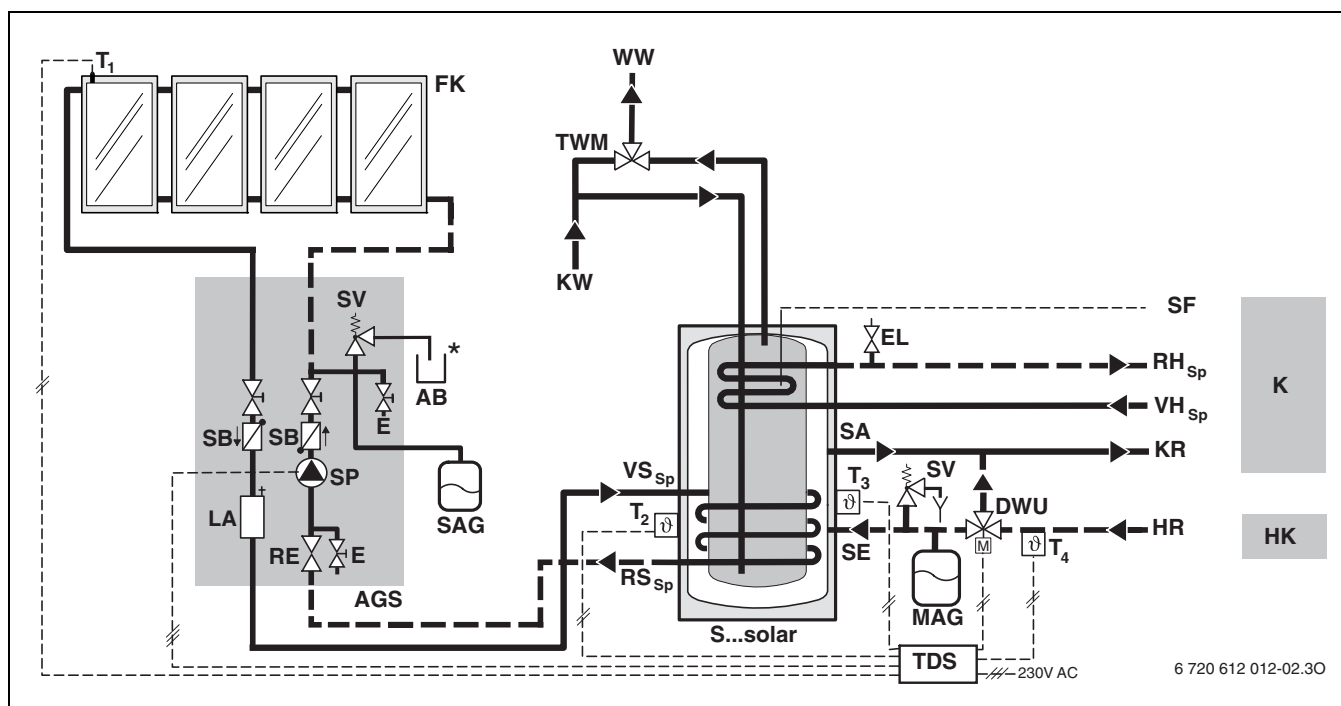 T1
FK
WW
TWM
KW
SV
*
AB
E
SB
SB
SP
SAG
LA
RE
E
AGS
SF
EL
RHSp
K
VHSp
SA
KR
SV
T3
ϑ
DWU
VSSp
T2
ϑ
M
ϑ
T4
HR
HK
SE
RSSp
MAG
S...solar
TDS
230V AC
6 720 612 012-02.3O